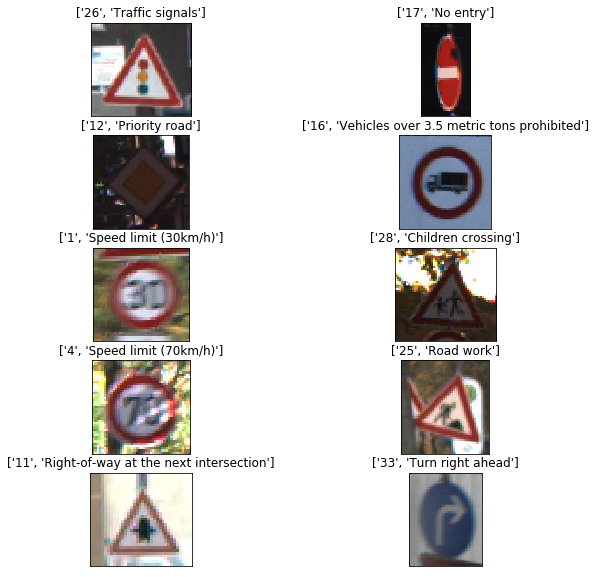 ['26', 'Traffic signals']
['17', 'No entry']
['12', 'Priority road']
['16', 'Vehicles over 3.5 metric tons prohibited']
['1', 'Speed limit (30km/h)']
['28', 'Children crossing']
30
['4', 'Speed limit (70km/h)']
['25', 'Road work']
70
['11', 'Right-of-way at the next intersection']
['33', 'Turn right ahead']